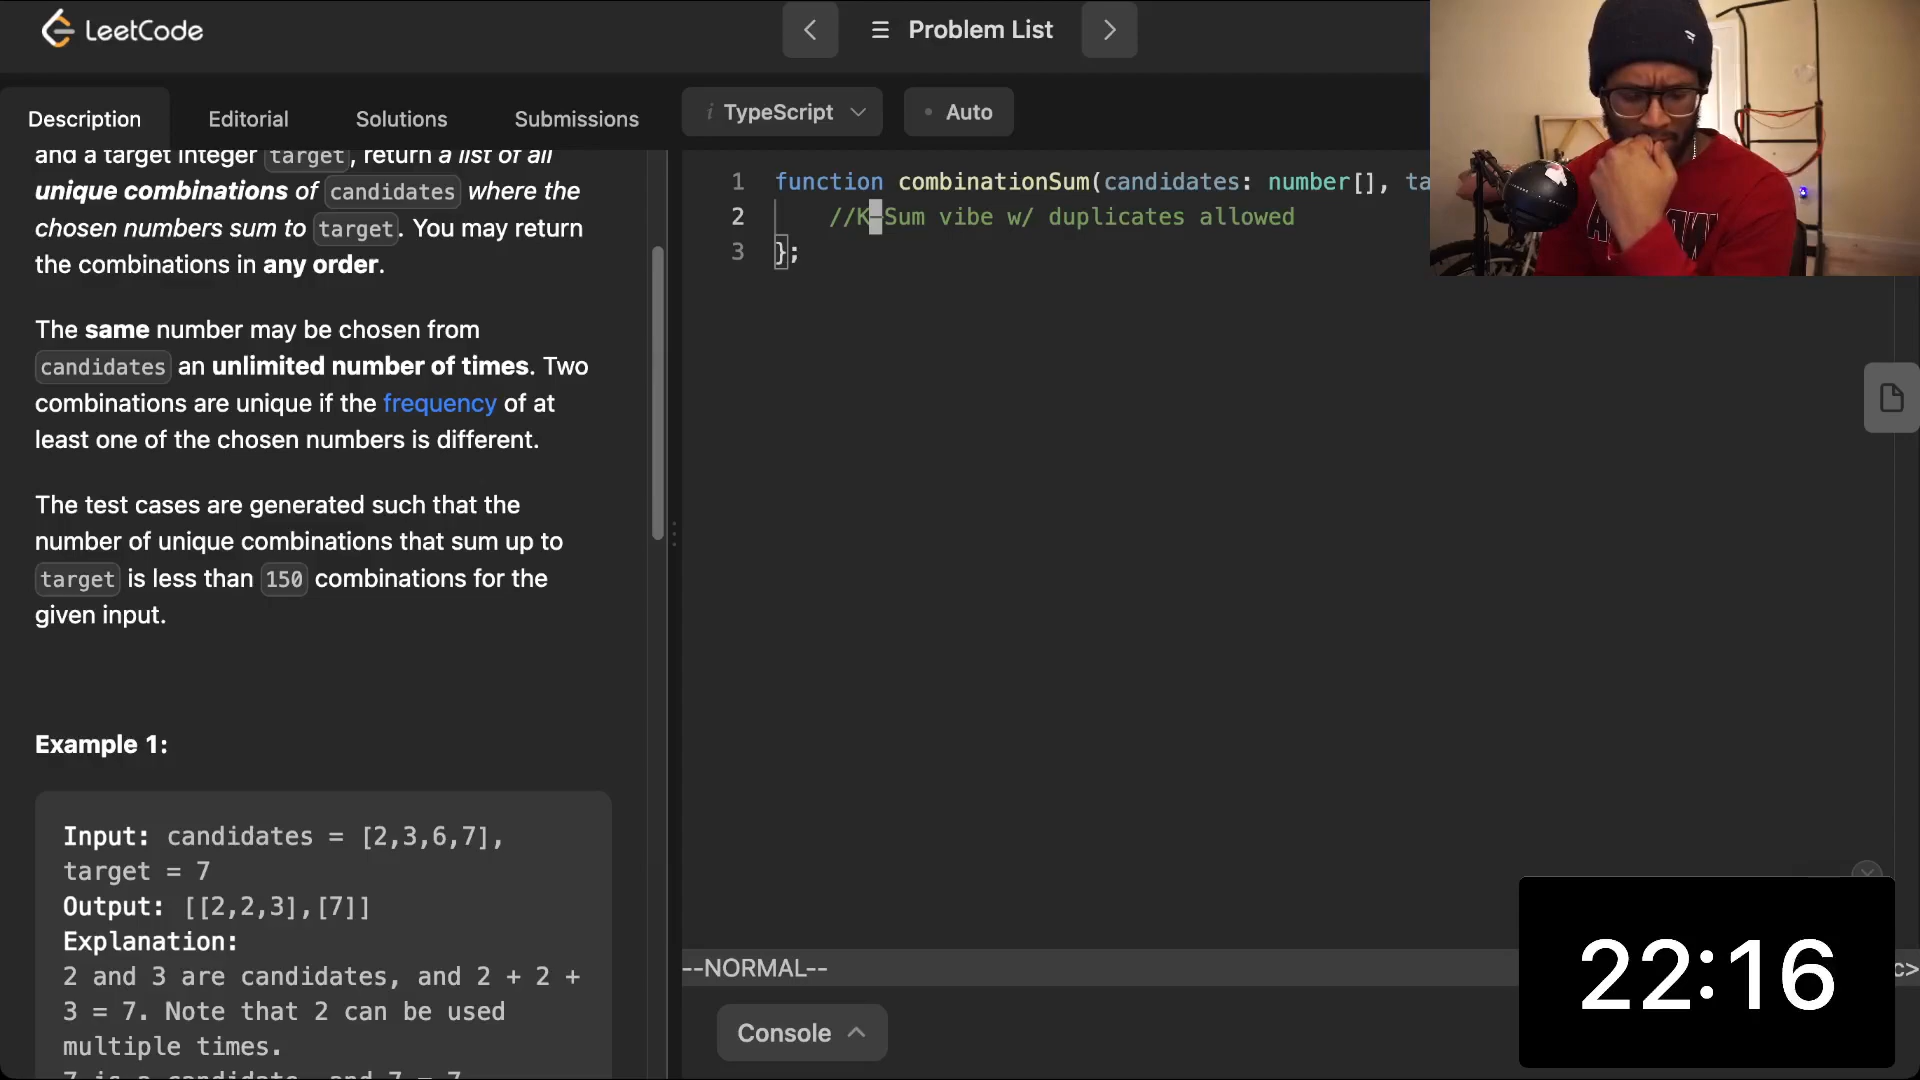 LeetCode
Problem List
Description
Editorial
Solutions
Submissions
and a target integer target, return a list of all
unique combinations of candidates where the
chosen numbers sum to target. You may return
the combinations in any order.
The same number may be chosen from
candidates an unlimited number of times. Two
combinations are unique if the frequency of at
least one of the chosen numbers is different.
The test cases are generated such that the
number of unique combinations that sum up to
target is less than 150 combinations for the
given input.
Example 1:
Input: candidates = [2,3,6,7],
target = 7
Output: [[2,2,3],[7]]
Explanation:
2 and 3 are candidates, and 2 + 2 +
3 = 7. Note that 2 can be used
multiple times.
7 is a candidate, and 7 = 7.
i TypeScript
• Auto
1 function combinationSum(candidates: number[], ta
2 //K-Sum vibe w/ duplicates allowed
3 };
--NORMAL--
c>
Console
22:16